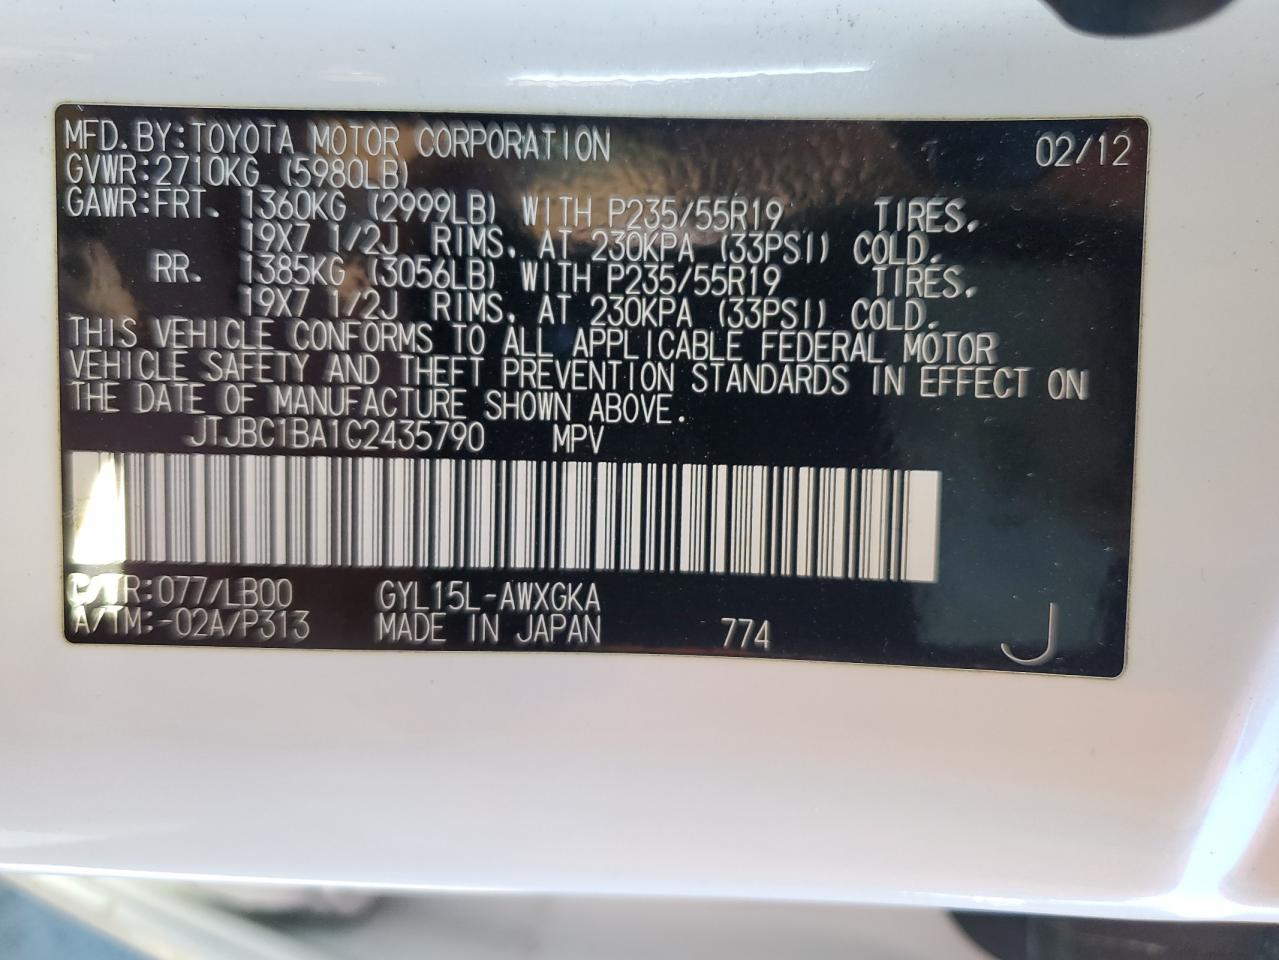 MFD.BY:TOYOTA MOTOR CORPORATION 02/12
GVWR:2710KG (5980LB)
GAWR:FRT. 1360KG (2999LB) WITH P235/55R19 TIRES,
19X7 1/2J RIMS, AT 230KPA (33PSI) COLD.
RR. 1385KG (3056LB) WITH P235/55R19 TIRES,
19X7 1/2J RIMS, AT 230KPA (33PSI) COLD.
THIS VEHICLE CONFORMS TO ALL APPLICABLE FEDERAL MOTOR
VEHICLE SAFETY AND THEFT PREVENTION STANDARDS IN EFFECT ON
THE DATE OF MANUFACTURE SHOWN ABOVE.
JTJBC1BA1C2435790 MPV
C/TR:077/LB00 GYL15L-AWXGKA
A/TM:-02A/P313 MADE IN JAPAN 774 J